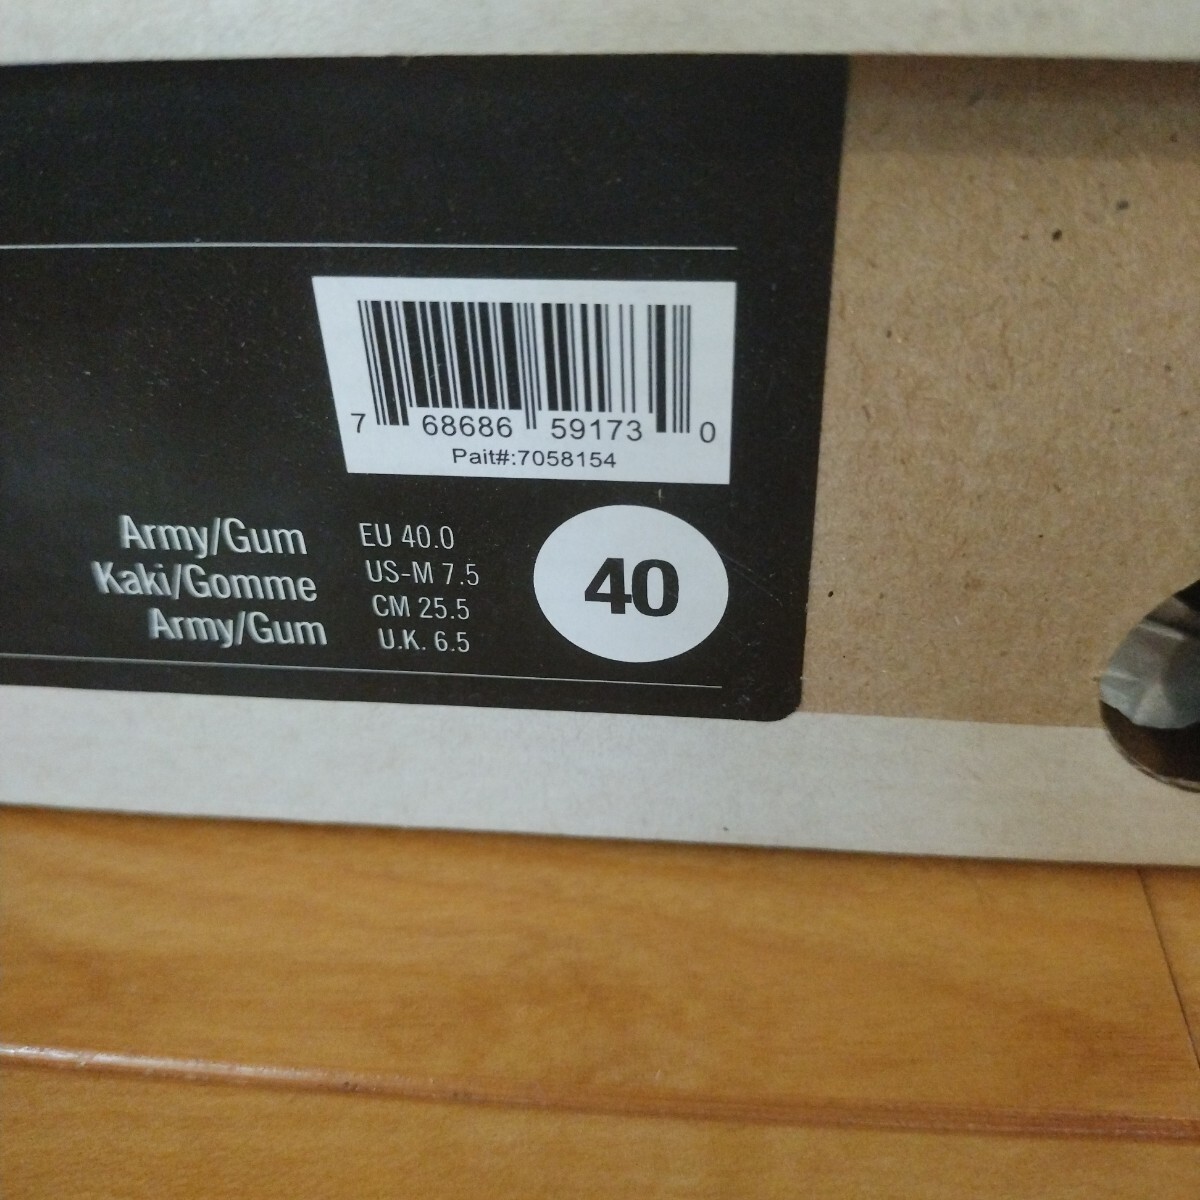 7 68686 59173 0
Pait#:7058154
Army/Gum
Kaki/Gomme
Army/Gum
EU 40.0
US-M 7.5
CM 25.5
U.K. 6.5
40